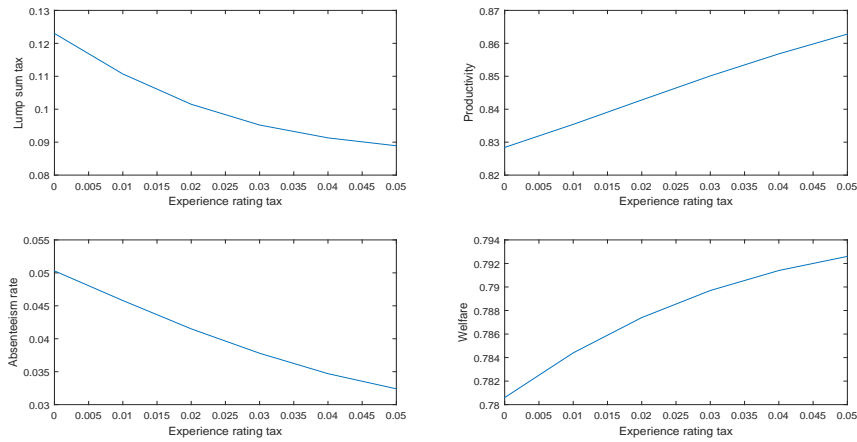 0.13
0.12
0.11
0.1
0.09
0.08
Lump sum tax
0 0.005 0.01 0.015 0.02 0.025 0.03 0.035 0.04 0.045 0.05
Experience rating tax
0.87
0.86
0.85
0.84
0.83
0.82
Productivity
0 0.005 0.01 0.015 0.02 0.025 0.03 0.035 0.04 0.045 0.05
Experience rating tax
0.055
0.05
0.045
0.04
0.035
0.03
Absenteeism rate
0 0.005 0.01 0.015 0.02 0.025 0.03 0.035 0.04 0.045 0.05
Experience rating tax
0.794
0.792
0.79
0.788
0.786
0.784
0.782
0.78
Welfare
0 0.005 0.01 0.015 0.02 0.025 0.03 0.035 0.04 0.045 0.05
Experience rating tax